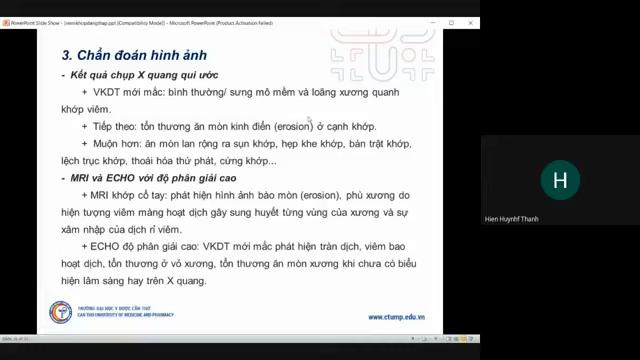 PowerPoint Slide Show - [viemkhopdangthap.ppt [Compatibility Mode]] - Microsoft PowerPoint (Product Activation Failed)
3. Chẩn đoán hình ảnh
- Kết quả chụp X quang qui ước
+ VKDT mới mắc: bình thường/ sưng mô mềm và loãng xương quanh
khớp viêm.
+ Tiếp theo: tổn thương ăn mòn kinh điển (erosion) ở cạnh khớp.
+ Muộn hơn: ăn mòn lan rộng ra sụn khớp, hẹp khe khớp, bán trật khớp,
lệch trục khớp, thoái hóa thứ phát, cứng khớp...
- MRI và ECHO với độ phân giải cao
+ MRI khớp cổ tay: phát hiện hình ảnh bào mòn (erosion), phù xương do
hiện tượng viêm màng hoạt dịch gây sung huyết từng vùng của xương và sự
xâm nhập của dịch rỉ viêm.
+ ECHO độ phân giải cao: VKDT mới mắc phát hiện tràn dịch, viêm bao
hoạt dịch, tổn thương ở vỏ xương, tổn thương ăn mòn xương khi chưa có biểu
hiện lâm sàng hay trên X quang.
TRƯỜNG ĐẠI HỌC Y DƯỢC CẦN THƠ
CAN THO UNIVERSITY OF MEDICINE AND PHARMACY
www.ctump.edu.vn
H
Hien Huynhf Thanh